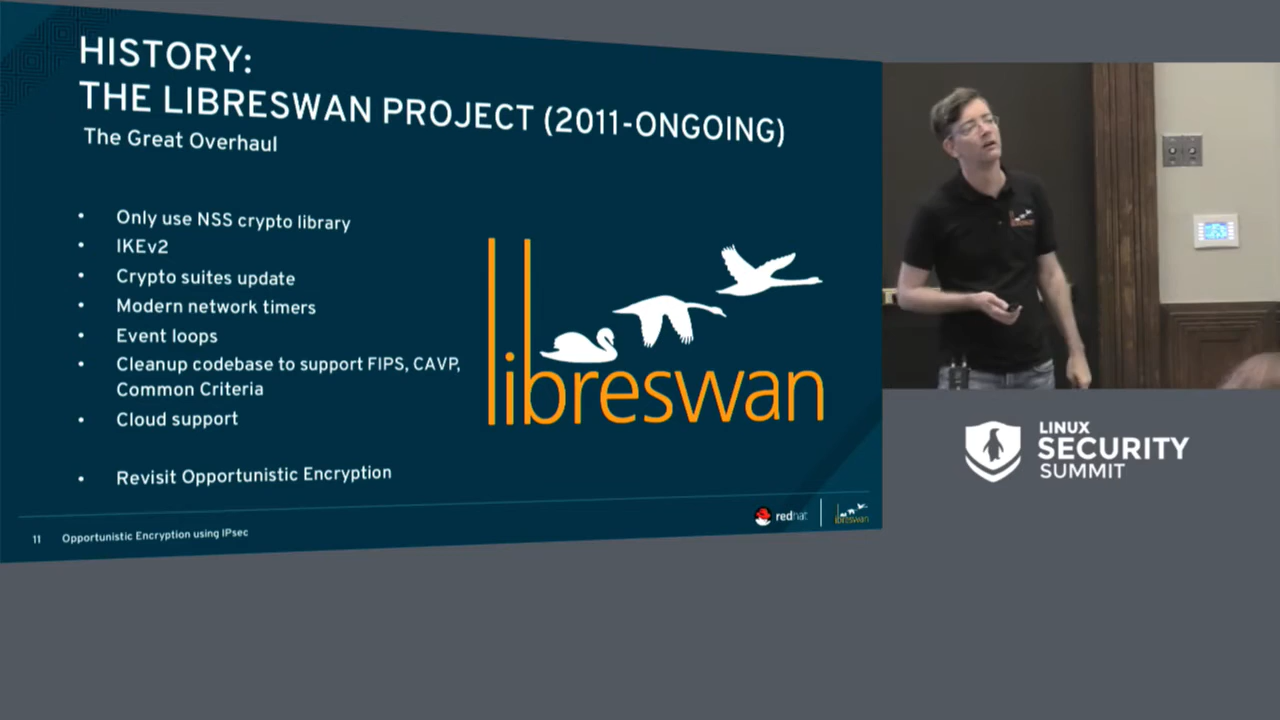 HISTORY:
THE LIBRESWAN PROJECT (2011-ONGOING)
The Great Overhaul
• Only use NSS crypto library
• IKEv2
• Crypto suites update
• Modern network timers
• Event loops
• Cleanup codebase to support FIPS, CAVP,
Common Criteria
• Cloud support
• Revisit Opportunistic Encryption
libreswan
redhat
libreswan
11 Opportunistic Encryption using IPsec
libreswan
LINUX
SECURITY
SUMMIT